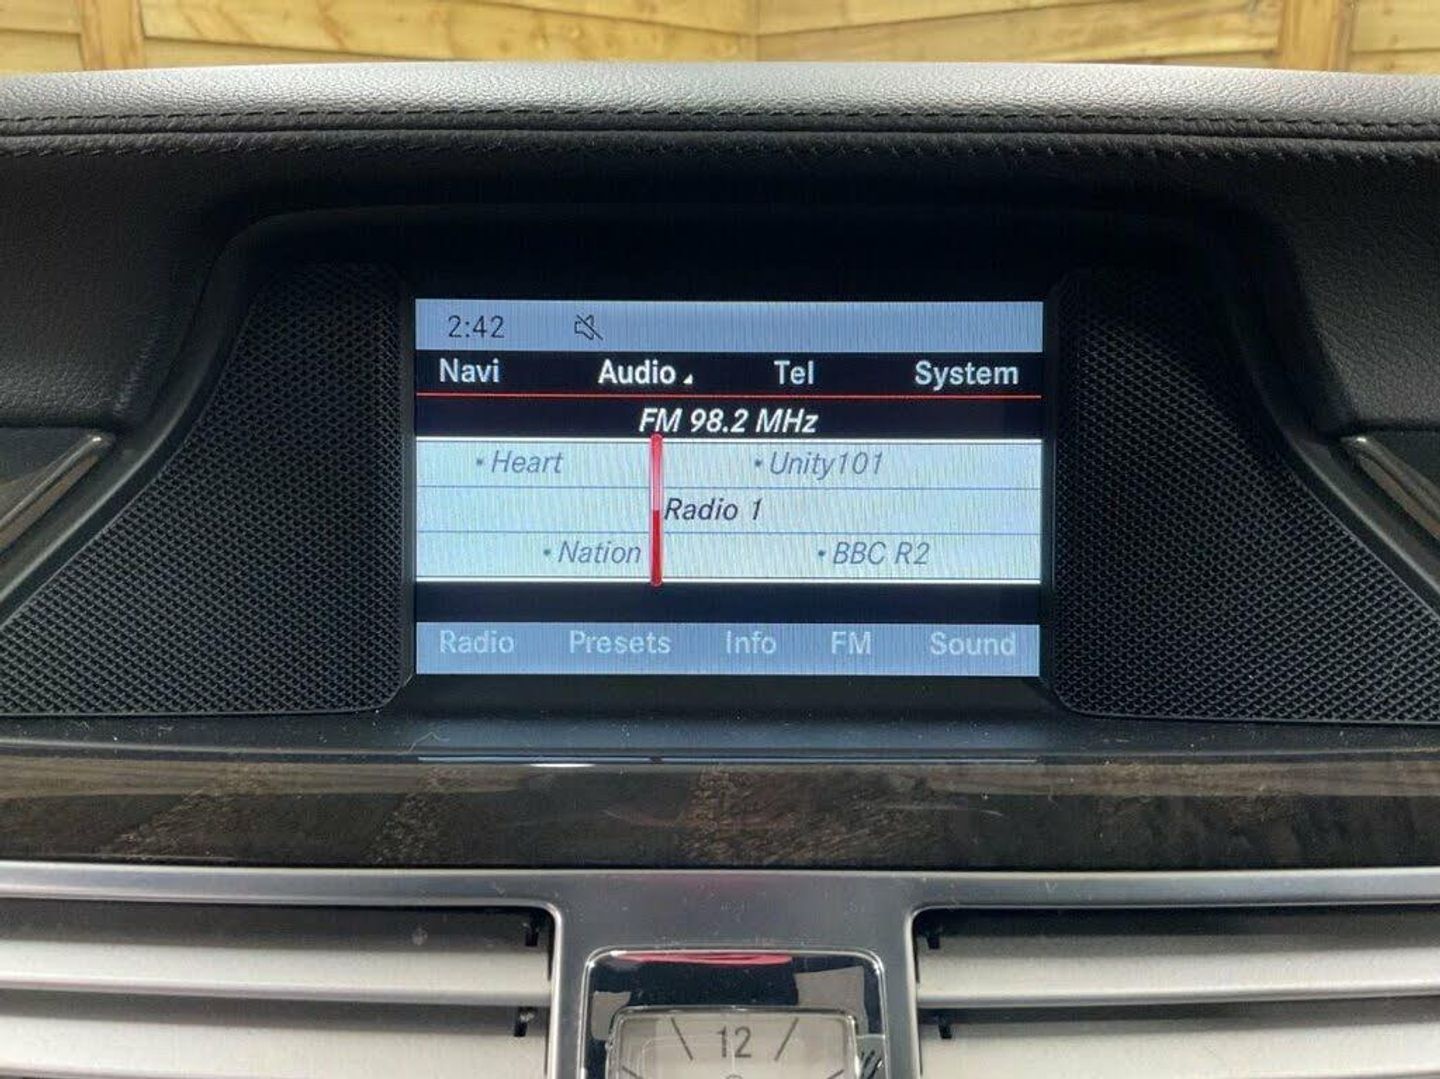 2:42
Navi Audio Tel System
FM 98.2 MHz
Heart Unity101
Radio 1
Nation BBC R2
Radio Presets Info FM Sound
12